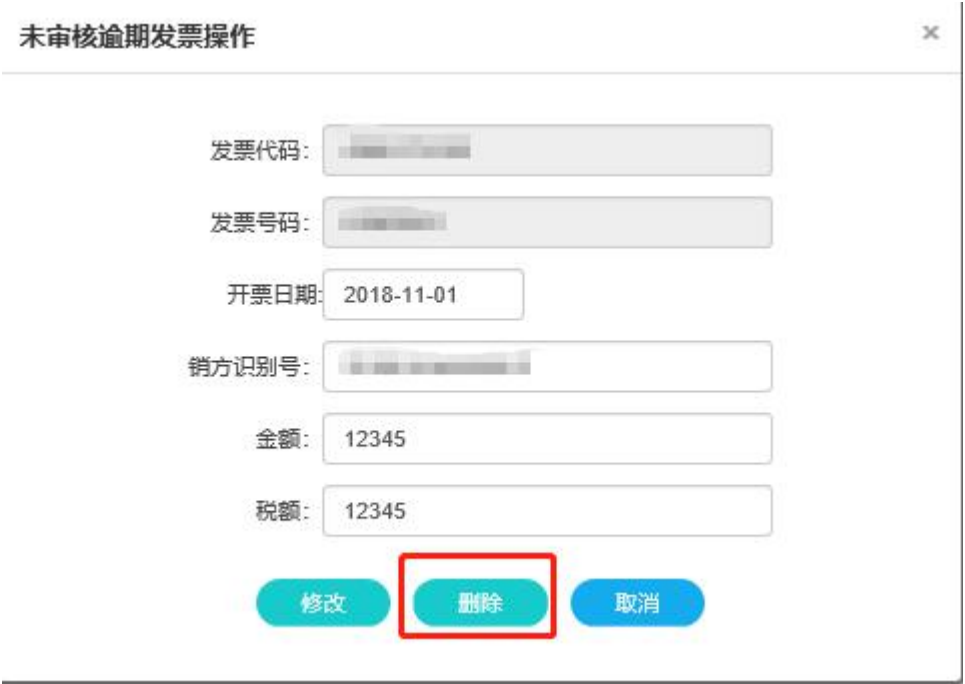 未审核逾期发票操作 ×
发票代码：
发票号码：
开票日期: 2018-11-01
销方识别号：
金额： 12345
税额： 12345
修改 删除 取消